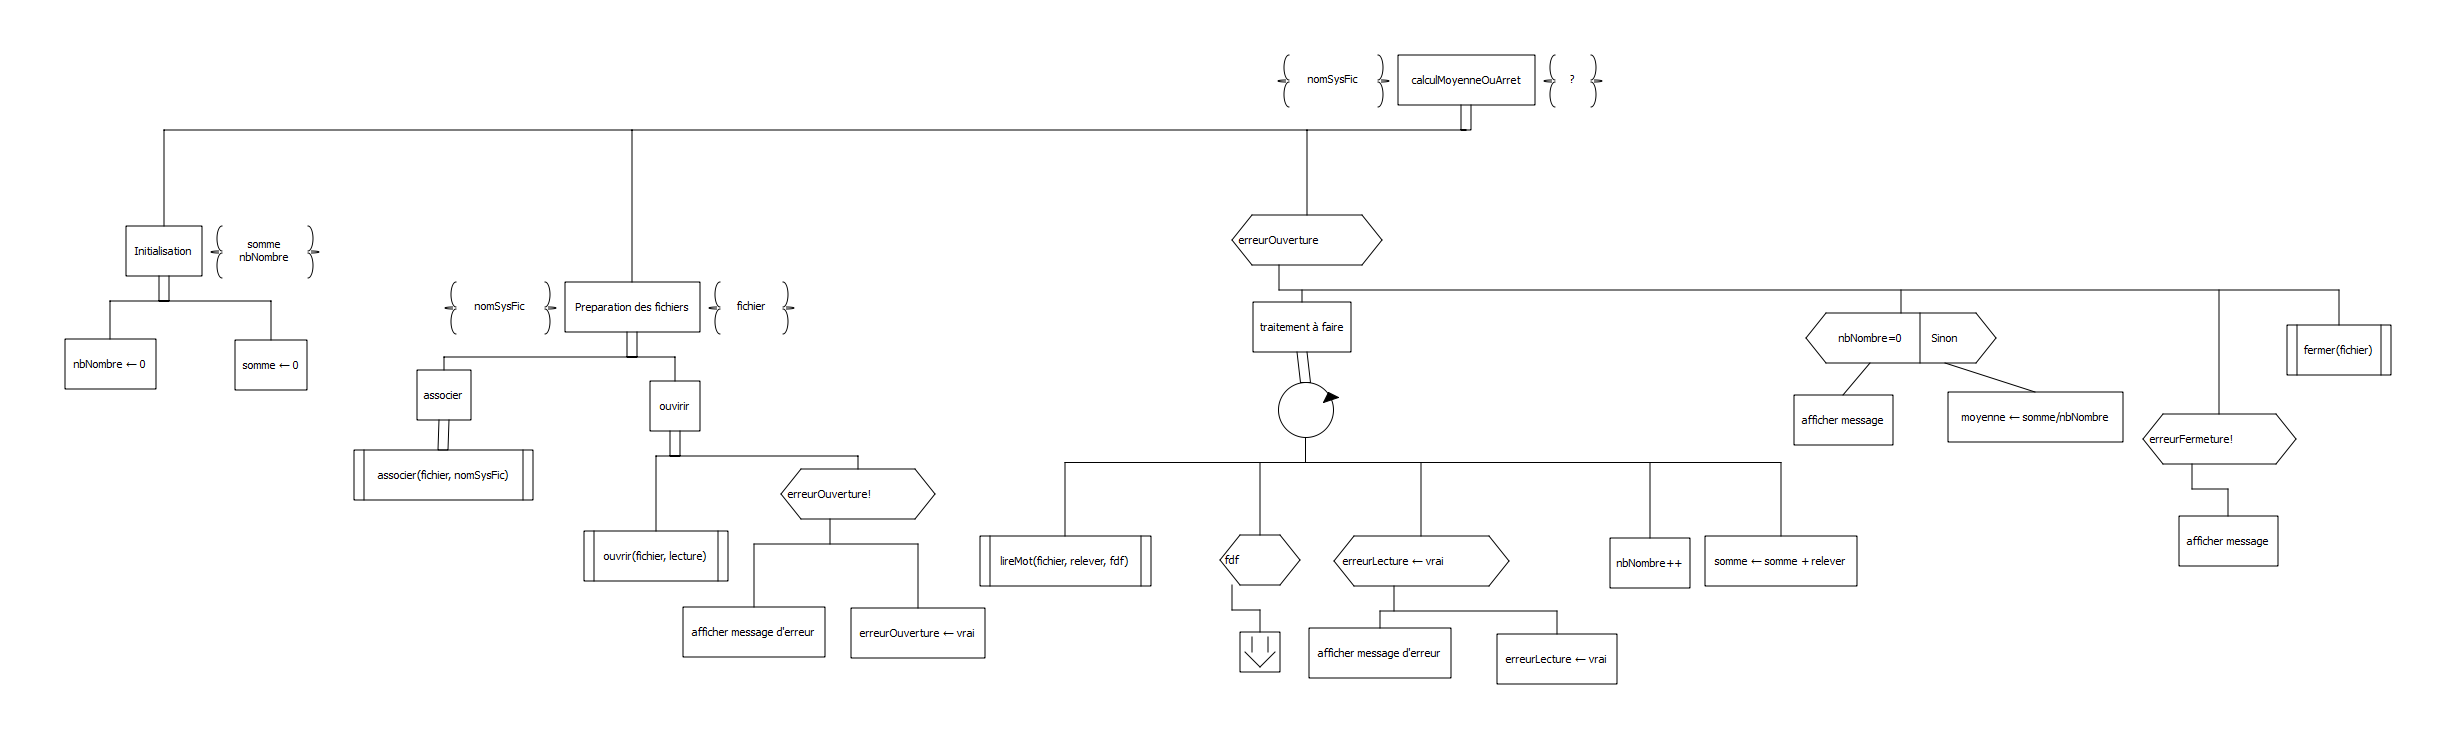 nomSysFic
calculMoyenneOuArret
?
Initialisation
somme
nbNombre
nbNombre ← 0
somme ← 0
nomSysFic
Preparation des fichiers
fichier
associer
associer(fichier, nomSysFic)
ouvirir
ouvrir(fichier, lecture)
erreurOuverture!
afficher message d'erreur
erreurOuverture ← vrai
erreurOuverture
traitement à faire
lireMot(fichier, relever, fdf)
fdf
erreurLecture ← vrai
afficher message d'erreur
erreurLecture ← vrai
nbNombre++
somme ← somme + relever
nbNombre=0
Sinon
afficher message
moyenne ← somme/nbNombre
erreurFermeture!
afficher message
fermer(fichier)